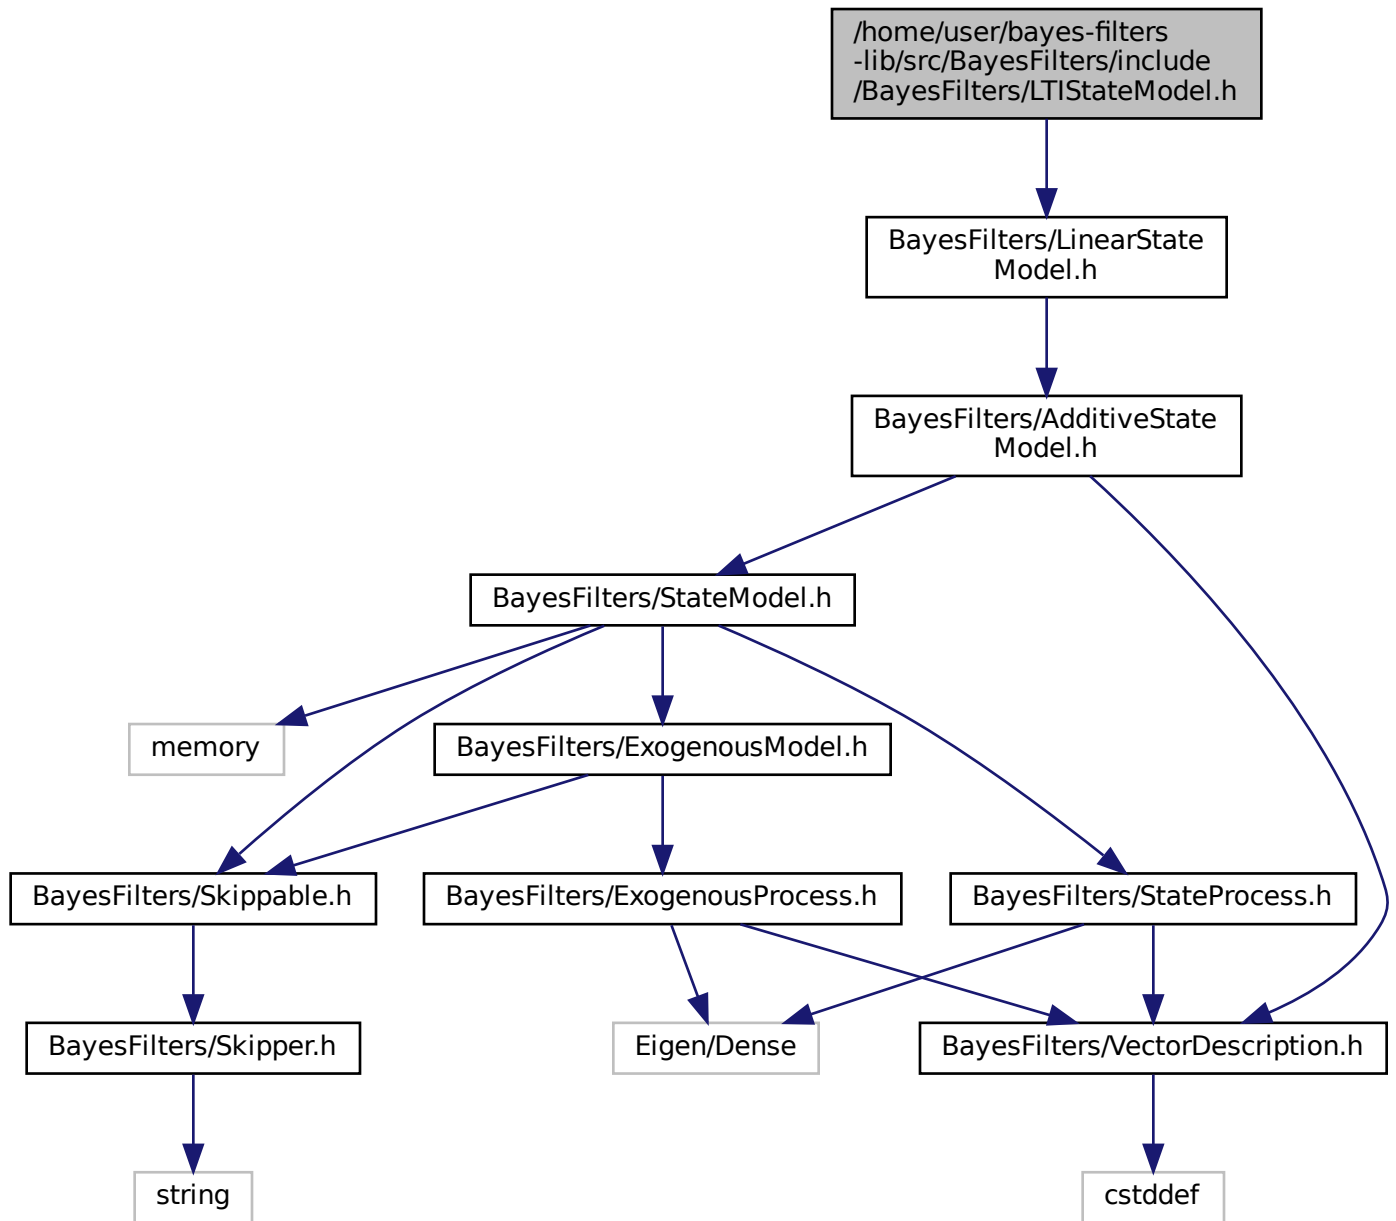 /home/user/bayes-filters
-lib/src/BayesFilters/include
/BayesFilters/LTIStateModel.h
BayesFilters/LinearState
Model.h
BayesFilters/AdditiveState
Model.h
BayesFilters/StateModel.h
memory
BayesFilters/ExogenousModel.h
BayesFilters/Skippable.h
BayesFilters/ExogenousProcess.h
BayesFilters/StateProcess.h
BayesFilters/Skipper.h
Eigen/Dense
BayesFilters/VectorDescription.h
string
cstddef